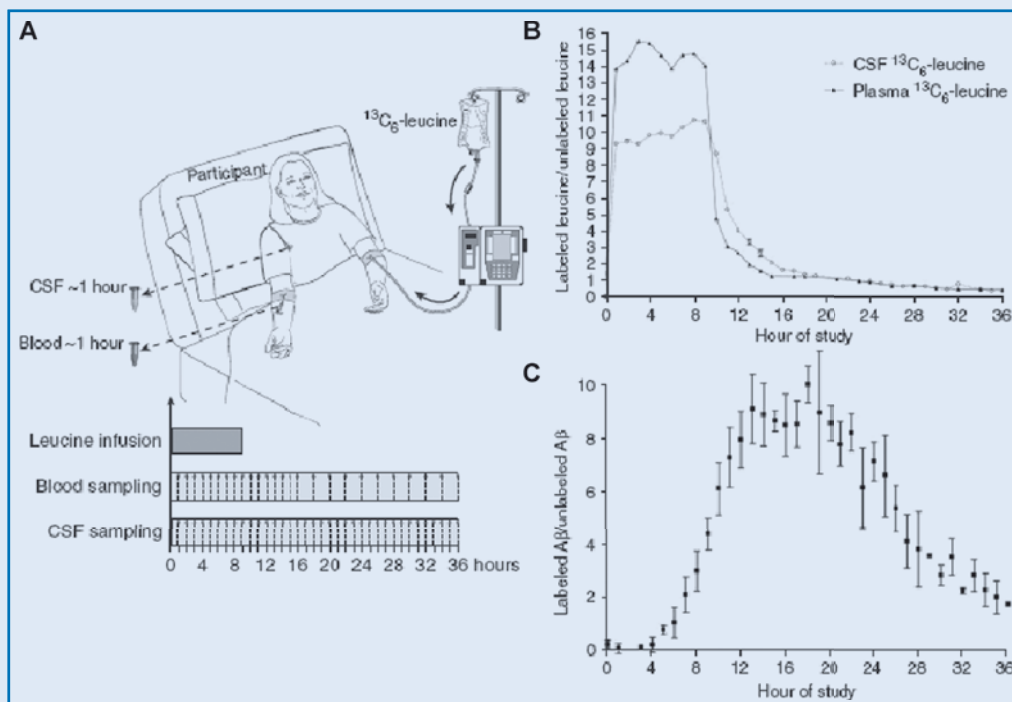 A
¹³C₆-leucine
Participant
CSF ~1 hour
Blood ~1 hour
Leucine infusion
Blood sampling
CSF sampling
0 4 8 12 16 20 24 28 32 36 hours
B
Labeled leucine/unlabeled leucine
16
15
14
13
12
11
10
9
8
7
6
5
4
3
2
1
0
CSF ¹³C₆-leucine
Plasma ¹³C₆-leucine
0 4 8 12 16 20 24 28 32 36
Hour of study
C
Labeled Aβ/unlabeled Aβ
10
8
6
4
2
0
0 4 8 12 16 20 24 28 32 36
Hour of study